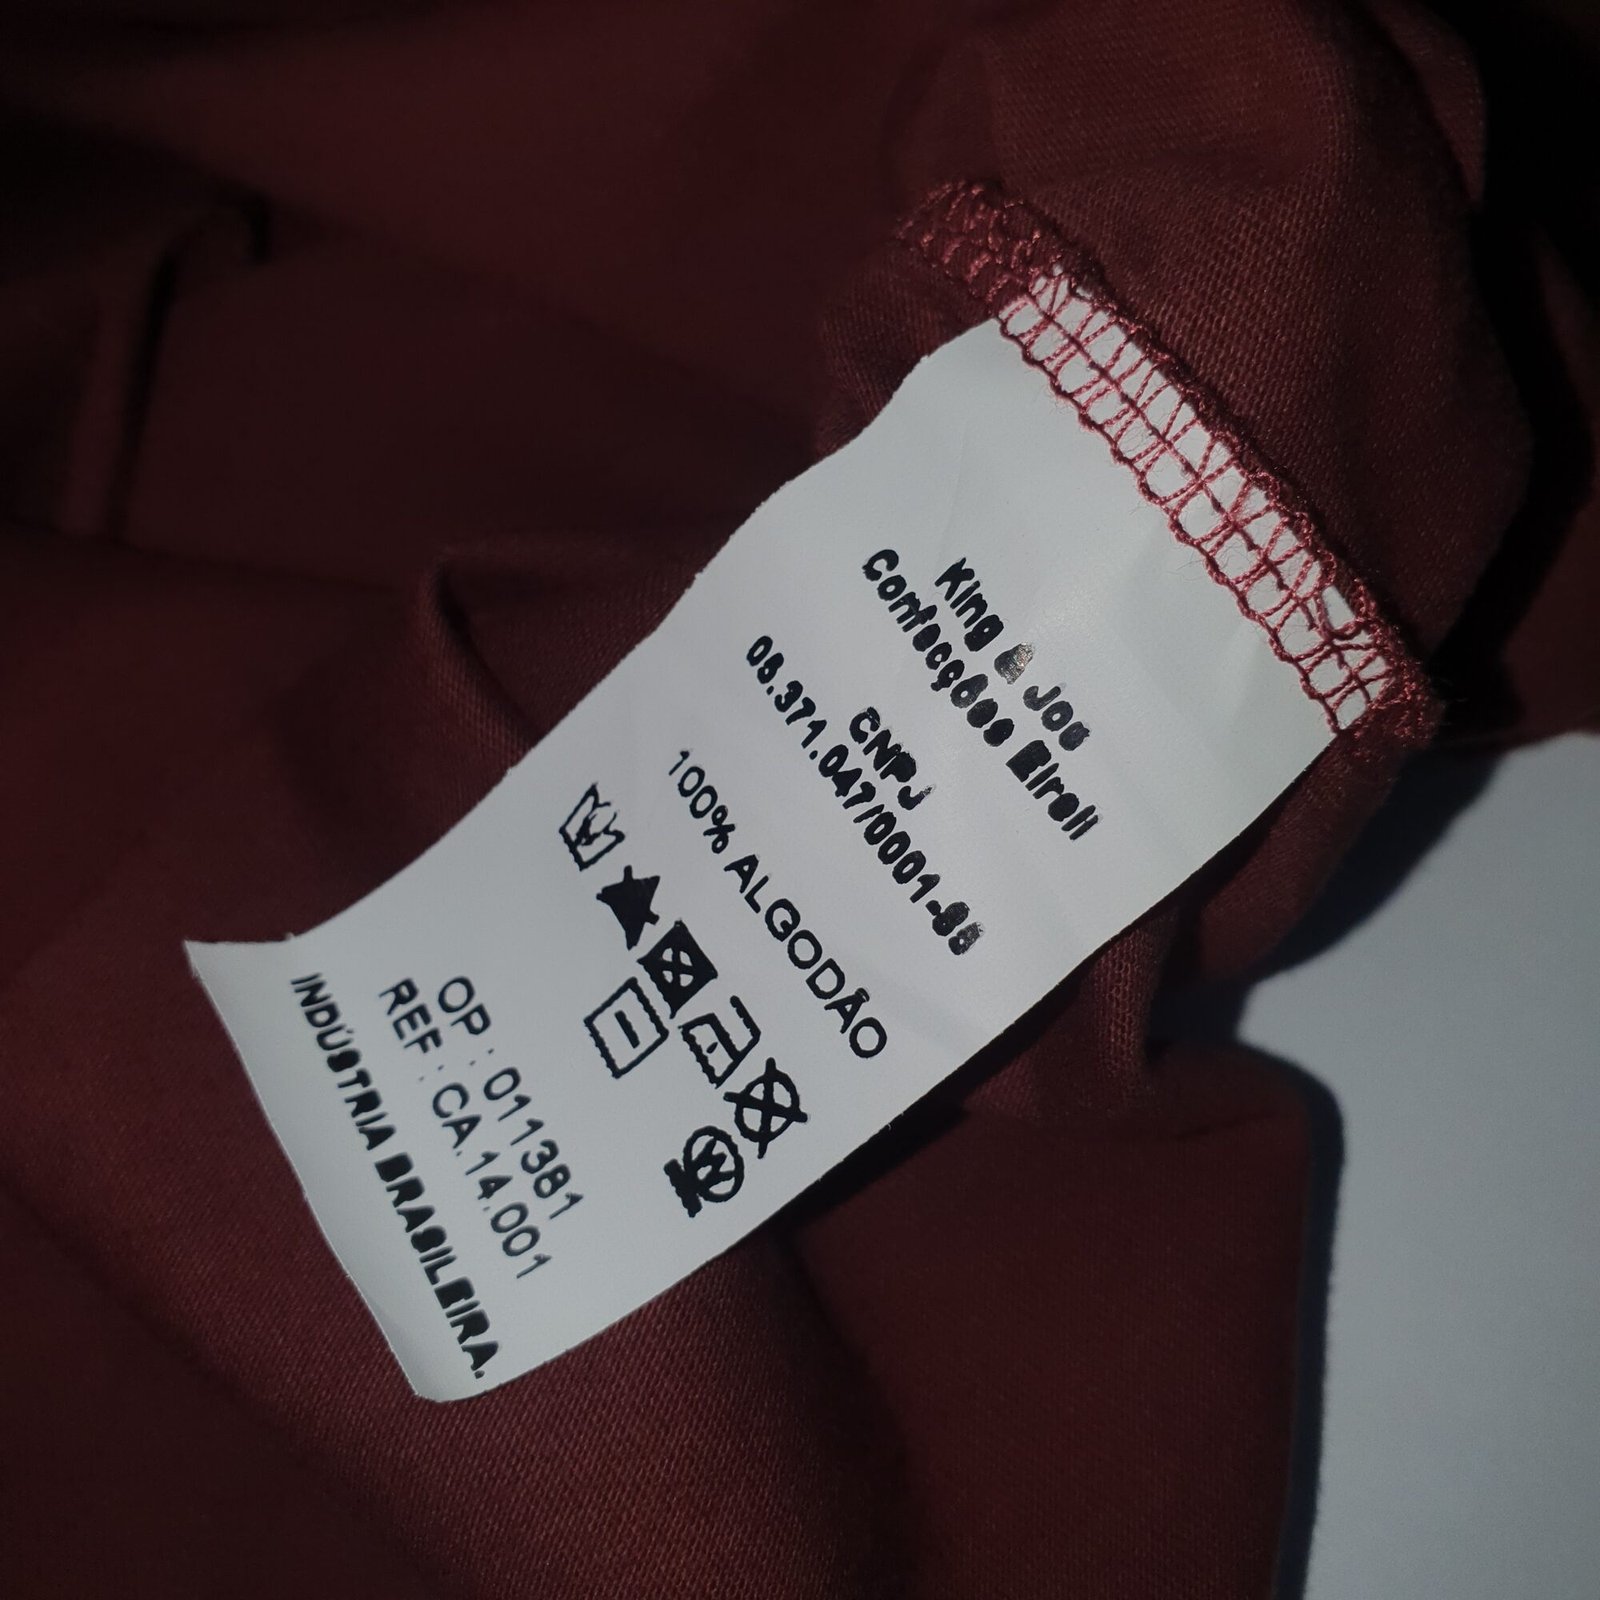 King & Joe
Confecções Eireli
CNPJ
08.371.047/0001-88
100% ALGODÃO
OP : 011381
REF : CA.14.001
INDÚSTRIA BRASILEIRA.